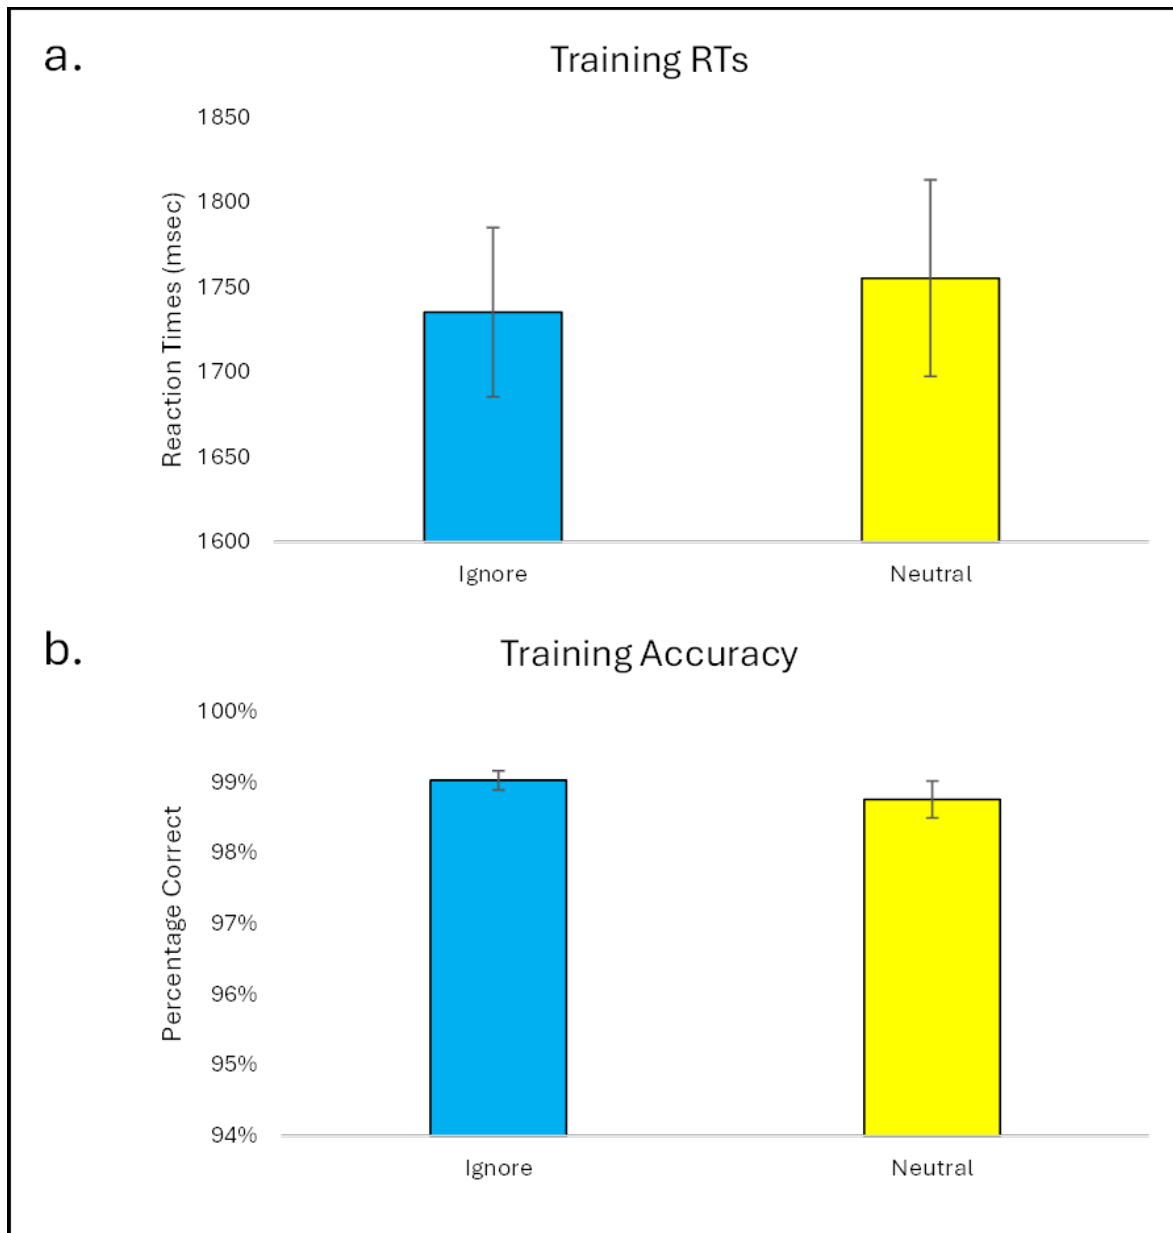 a.
Training RTs
1850
1800
1750
1700
1650
1600
Reaction Times (msec)
Ignore
Neutral
b.
Training Accuracy
100%
99%
98%
97%
96%
95%
94%
Percentage Correct
Ignore
Neutral